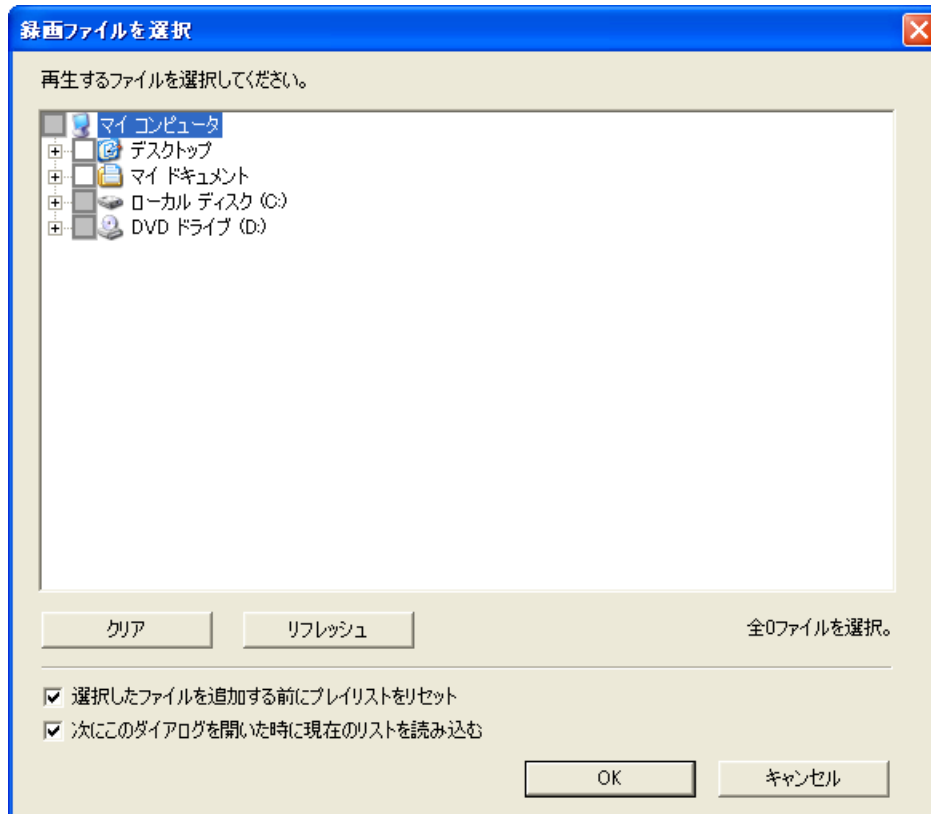 録画ファイルを選択
再生するファイルを選択してください。
マイ コンピュータ
デスクトップ
マイ ドキュメント
ローカル ディスク (C:)
DVD ドライブ (D:)
クリア
リフレッシュ
全0ファイルを選択。
選択したファイルを追加する前にプレイリストをリセット
次にこのダイアログを開いた時に現在のリストを読み込む
OK
キャンセル